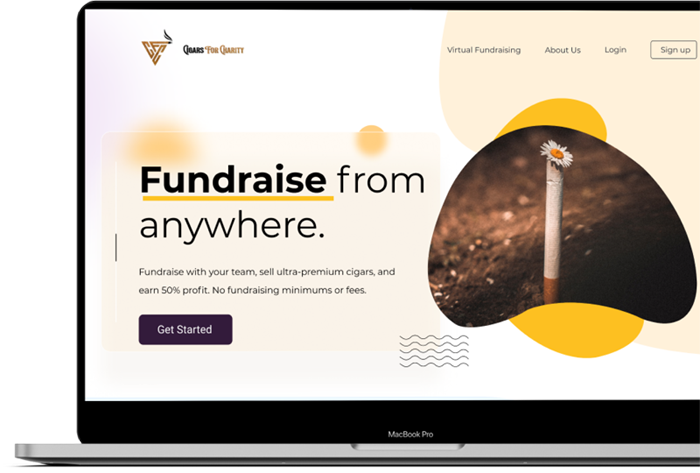 CIGARS FOR CHARITY
Virtual Fundraising
About Us
Login
Sign up
Fundraise from
anywhere.
Fundraise with your team, sell ultra-premium cigars, and
earn 50% profit. No fundraising minimums or fees.
Get Started
MacBook Pro